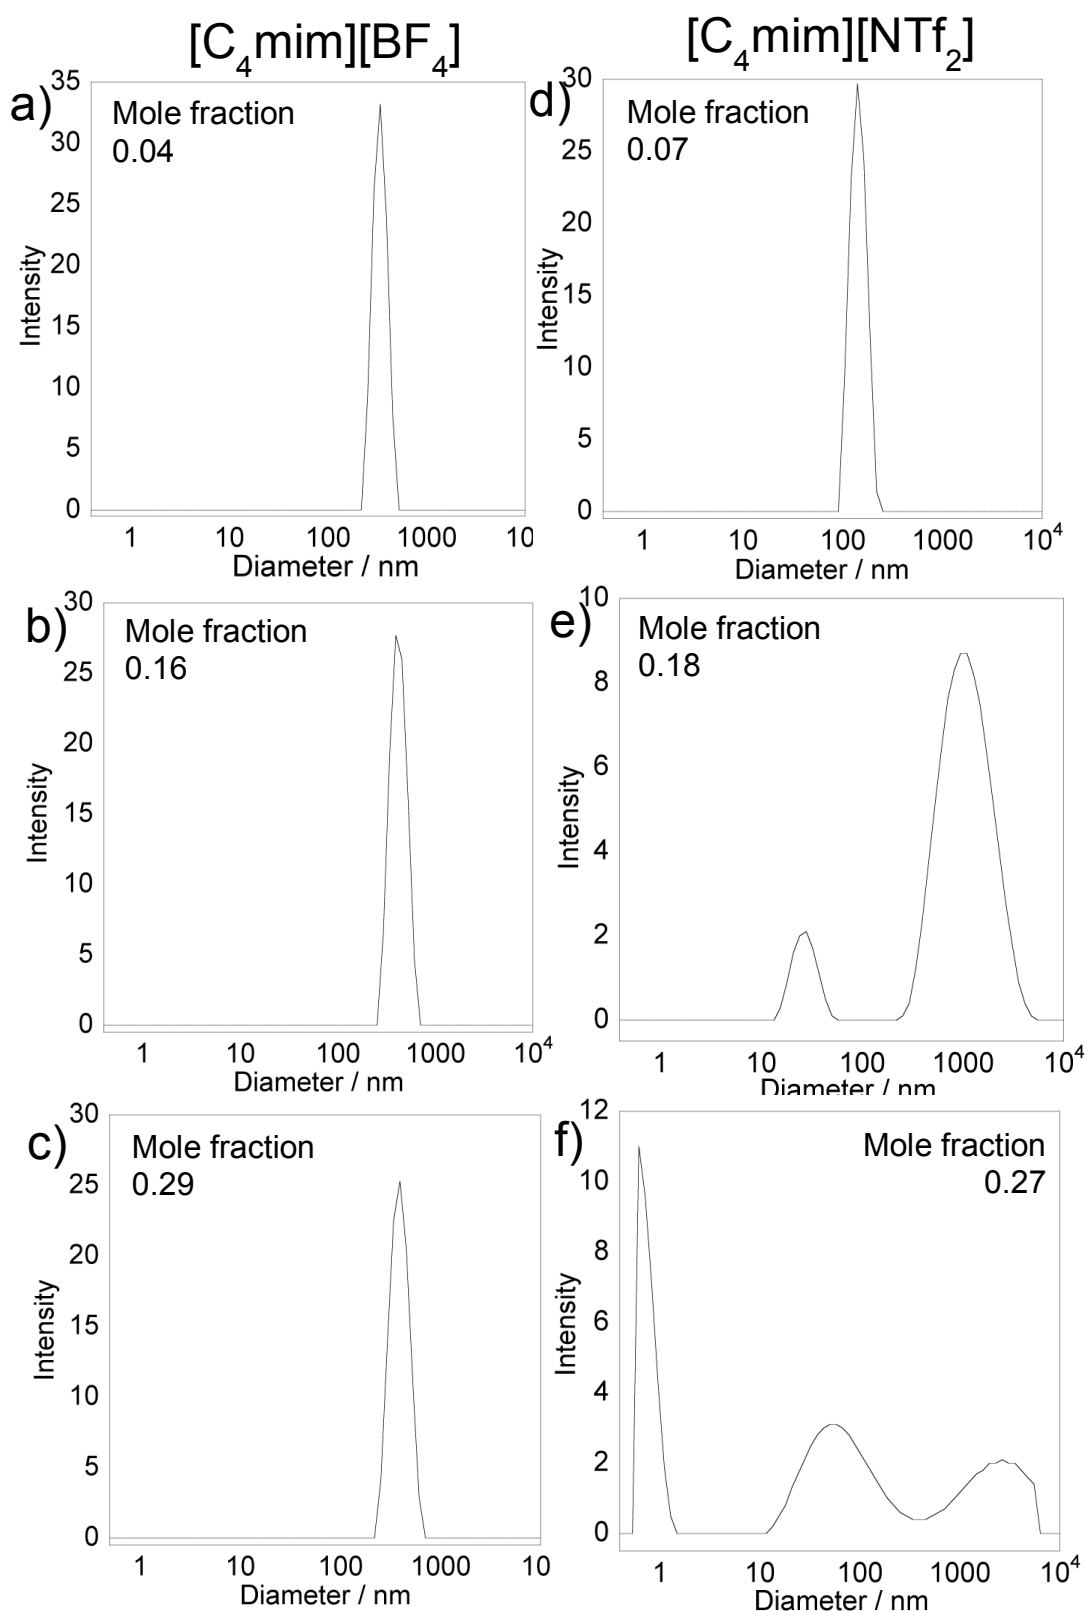 [C4mim][BF4]
[C4mim][NTf2]
a)
Mole fraction
0.04
Intensity
35
30
25
20
15
10
5
0
1 10 100 1000 10
Diameter / nm
d)
Mole fraction
0.07
Intensity
30
25
20
15
10
5
0
1 10 100 1000 10^4
Diameter / nm
b)
Mole fraction
0.16
Intensity
30
25
20
15
10
5
0
1 10 100 1000 10^4
Diameter / nm
e)
Mole fraction
0.18
Intensity
10
8
6
4
2
0
1 10 100 1000 10^4
Diameter / nm
c)
Mole fraction
0.29
Intensity
30
25
20
15
10
5
0
1 10 100 1000 10
Diameter / nm
f)
Mole fraction
0.27
Intensity
12
10
8
6
4
2
0
1 10 100 1000 10^4
Diameter / nm